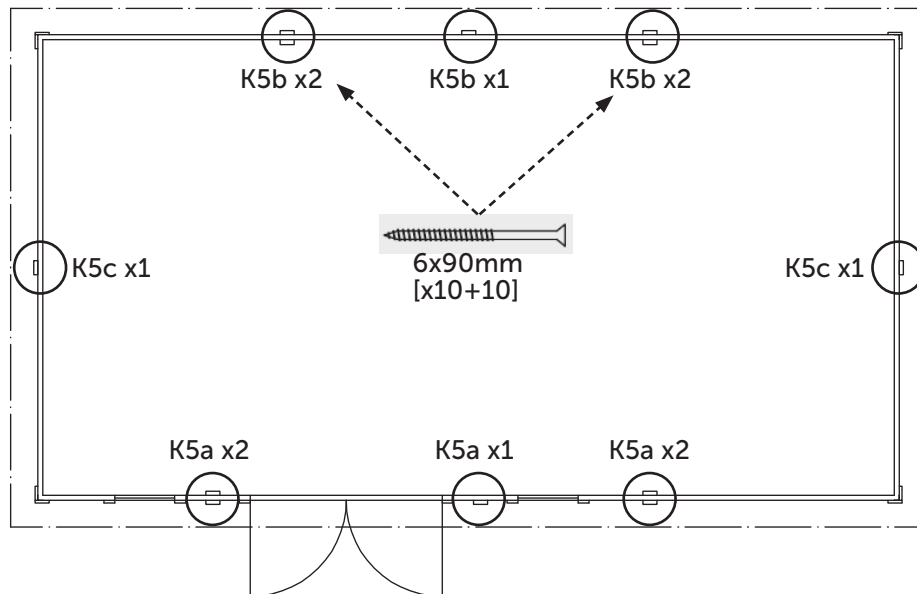 K5b x2
K5b x1
K5b x2
6x90mm
[x10+10]
K5c x1
K5c x1
K5a x2
K5a x1
K5a x2